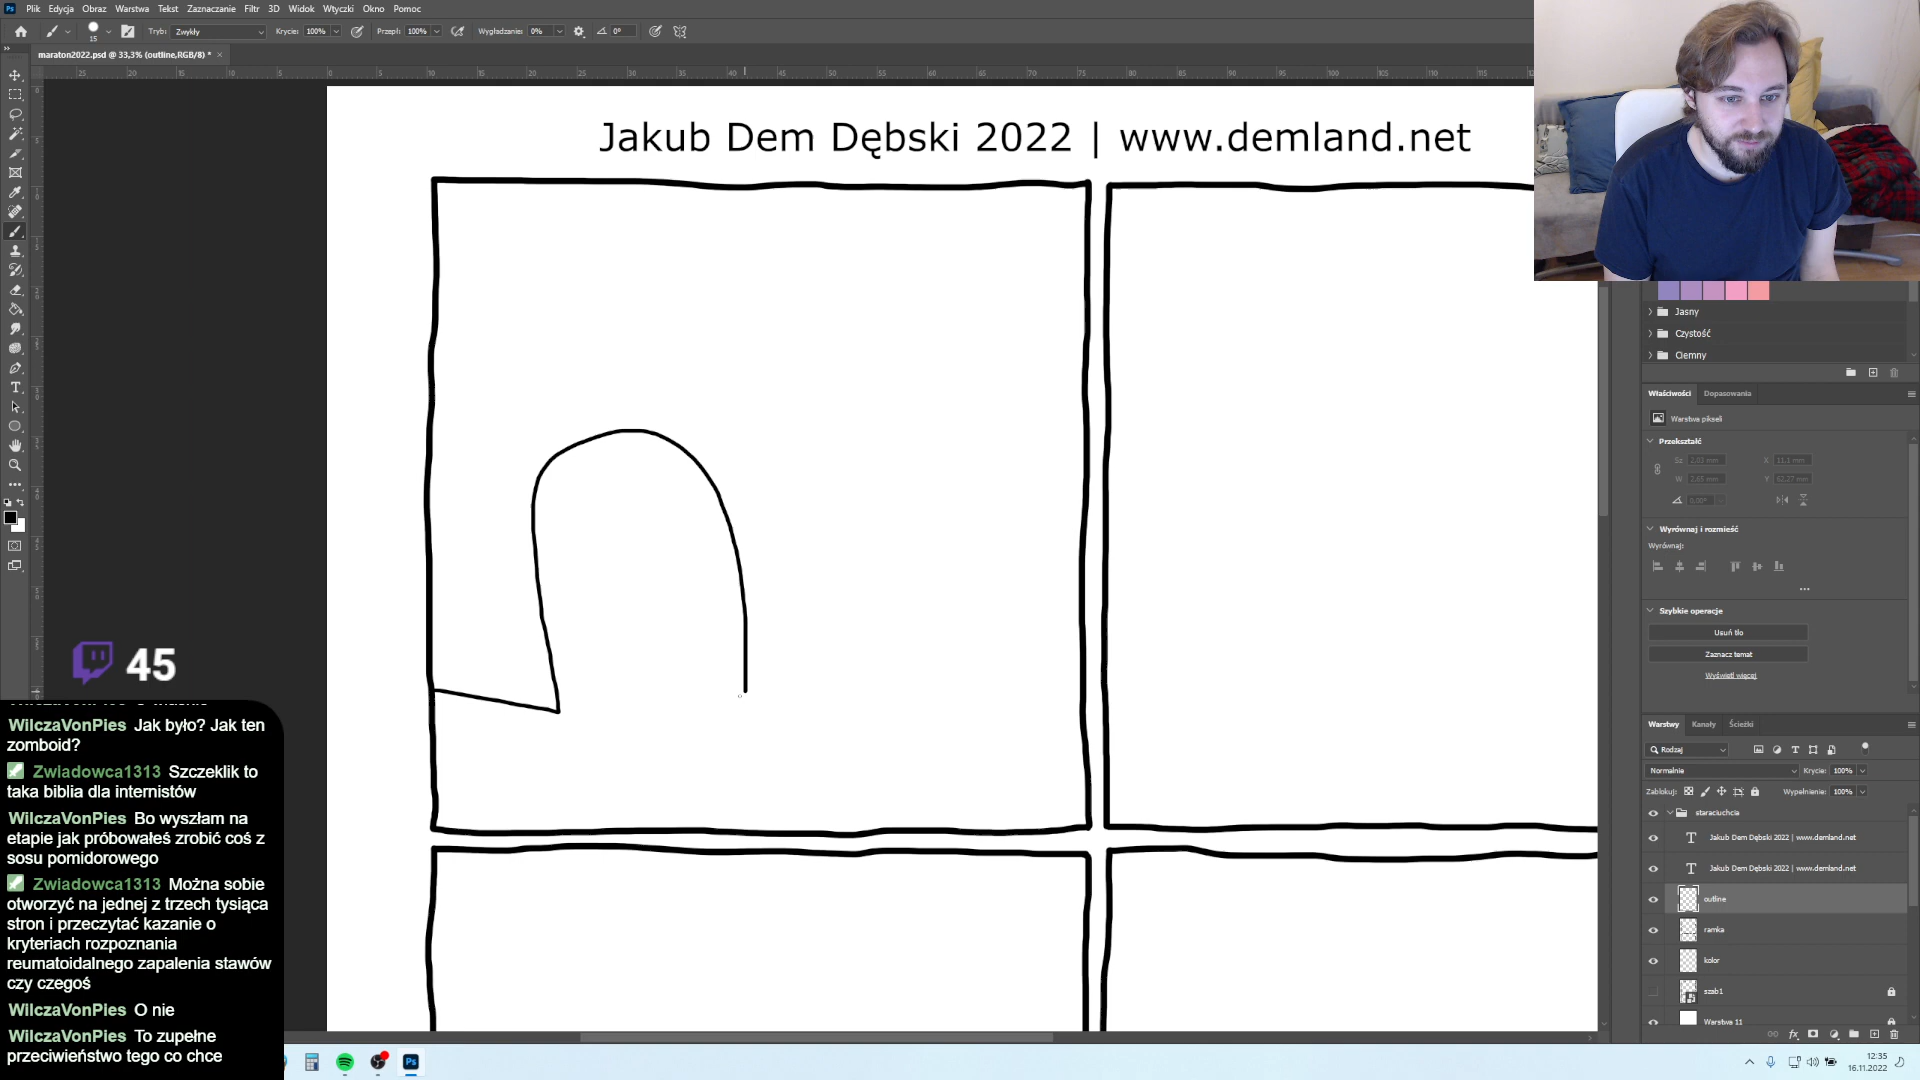 Plik Edycja Obraz Warstwa Tekst Zaznaczanie Filtr 3D Widok Wtyczki Okno Pomoc
15 Tryb: Zwykły Krycie: 100% Przepł: 100% Wygładzanie: 0% 0°
maraton2022.psd @ 33,3% (outline,RGB/8) *
Jakub Dem Dębski 2022 | www.demland.net
Jasny
Czystość
Ciemny
Właściwości Dopasowania
Warstwa pikseli
Przekształć
Wyrównaj i rozmieść
Wyrównaj:
Szybkie operacje
Usuń tło
Zaznacz temat
Wyświetl więcej
45
WilczaVonPies Jak było? Jak ten
zomboid?
Zwiadowca1313 Szczeklik to
taka biblia dla internistów
WilczaVonPies Bo wyszłam na
etapie jak próbowałeś zrobić coś z
sosu pomidorowego
Zwiadowca1313 Można sobie
otworzyć na jednej z trzech tysiąca
stron i przeczytać kazanie o
kryteriach rozpoznania
reumatoidalnego zapalenia stawów
czy czegoś
WilczaVonPies O nie
WilczaVonPies To zupełne
przeciwieństwo tego co chce
Warstwy Kanały Ścieżki
Rodzaj
Normalnie Krycie: 100%
Zablokuj: Wypełnienie: 100%
staraciuchcia
Jakub Dem Dębski 2022 | www.demland.net
Jakub Dem Dębski 2022 | www.demland.net
outline
ramka
kolor
szab1
Warstwa 11
12:35
16.11.2022